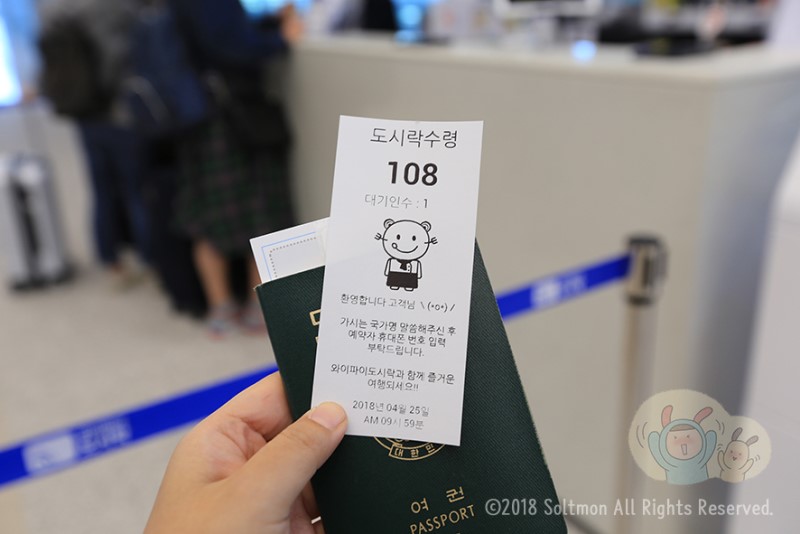 도시락수령
108
대기인수 : 1
환영합니다 고객님 \ (*o*) /
가시는 국가명 말씀해주신 후
예약자 휴대폰 번호 입력
부탁드립니다.
와이파이도시락과 함께 즐거운
여행되세요!!
2018년 04월 25일
AM 09시 59분
대한민
여권
PASSPORT
©2018 Soltmon All Rights Reserved.